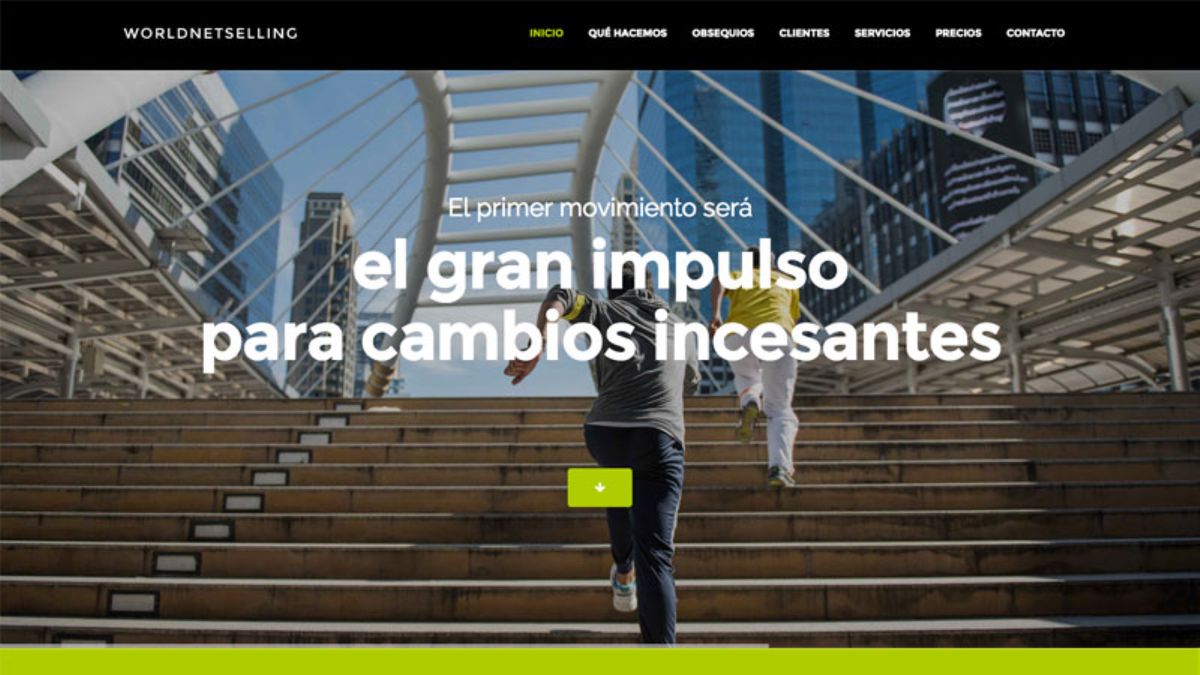 WORLDNETSELLING
INICIO QUÉ HACEMOS OBSEQUIOS CLIENTES SERVICIOS PRECIOS CONTACTO
El primer movimiento será
el gran impulso
para cambios incesantes